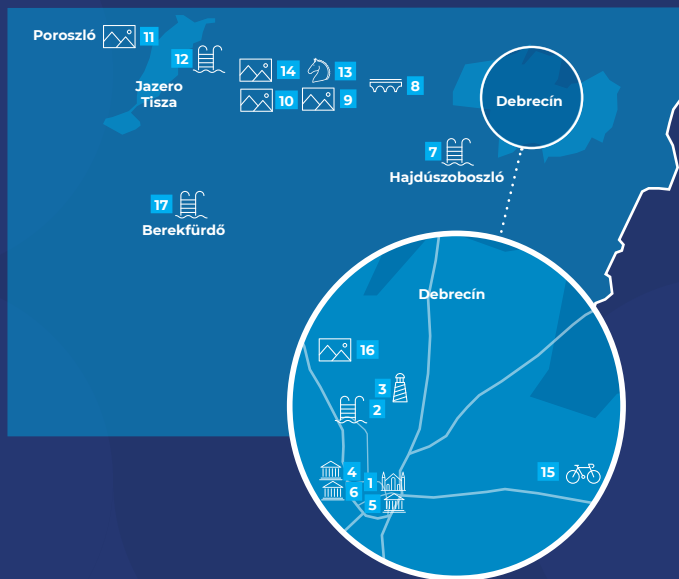 Poroszló
11
12
Jazero
Tisza
14
13
8
10
9
Debrecín
7
Hajdúszoboszló
17
Berekfürdő
Debrecín
16
3
2
4
1
15
6
5